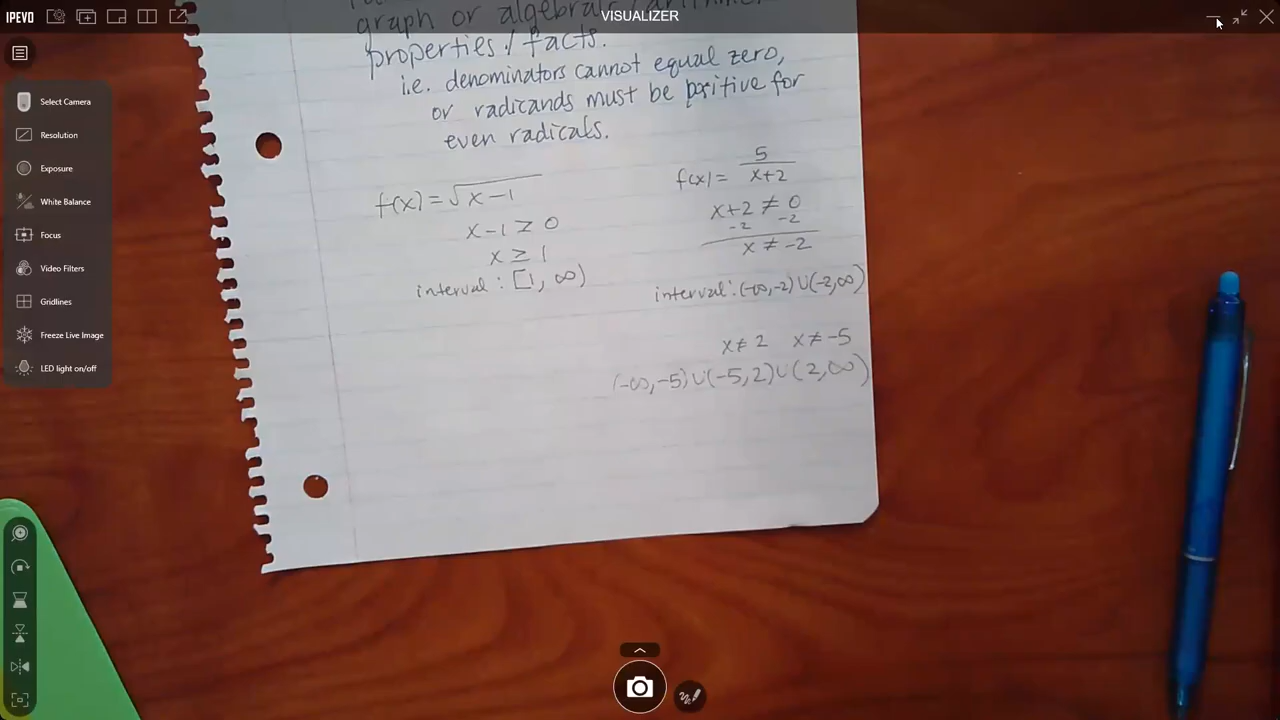 IPEVO
VISUALIZER
Select Camera
Resolution
Exposure
White Balance
Focus
Video Filters
Gridlines
Freeze Live Image
LED light on/off
graph or algebraic/
properties / facts.
i.e. denominators cannot equal zero,
or radicands must be positive for
even radicals.
f(x) = √x-1
x-1 ≥ 0
x ≥ 1
interval : [1, ∞)
f(x) = 5/x+2
x+2 ≠ 0
-2 -2
x ≠ -2
interval: (-∞,-2)∪(-2,∞)
x ≠ 2 x ≠ -5
(-∞,-5)∪(-5,2)∪(2,∞)